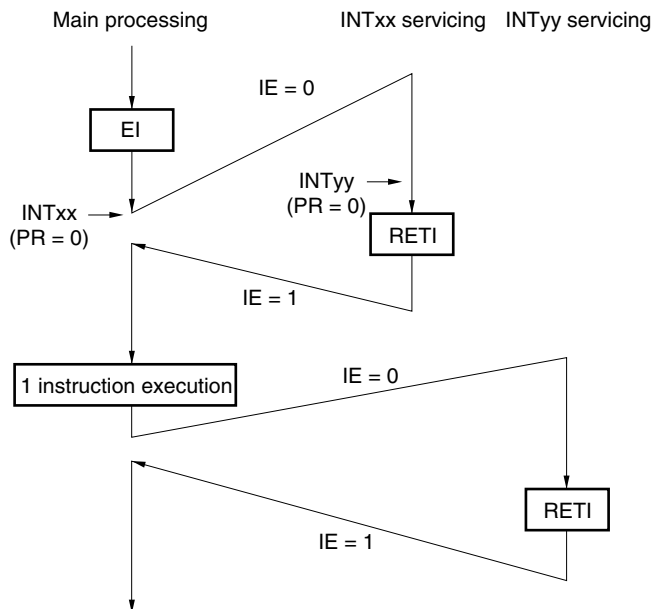 Main processing
INTxx servicing
INTyy servicing
IE = 0
EI
INTyy
(PR = 0)
INTxx
(PR = 0)
RETI
IE = 1
1 instruction execution
IE = 0
RETI
IE = 1